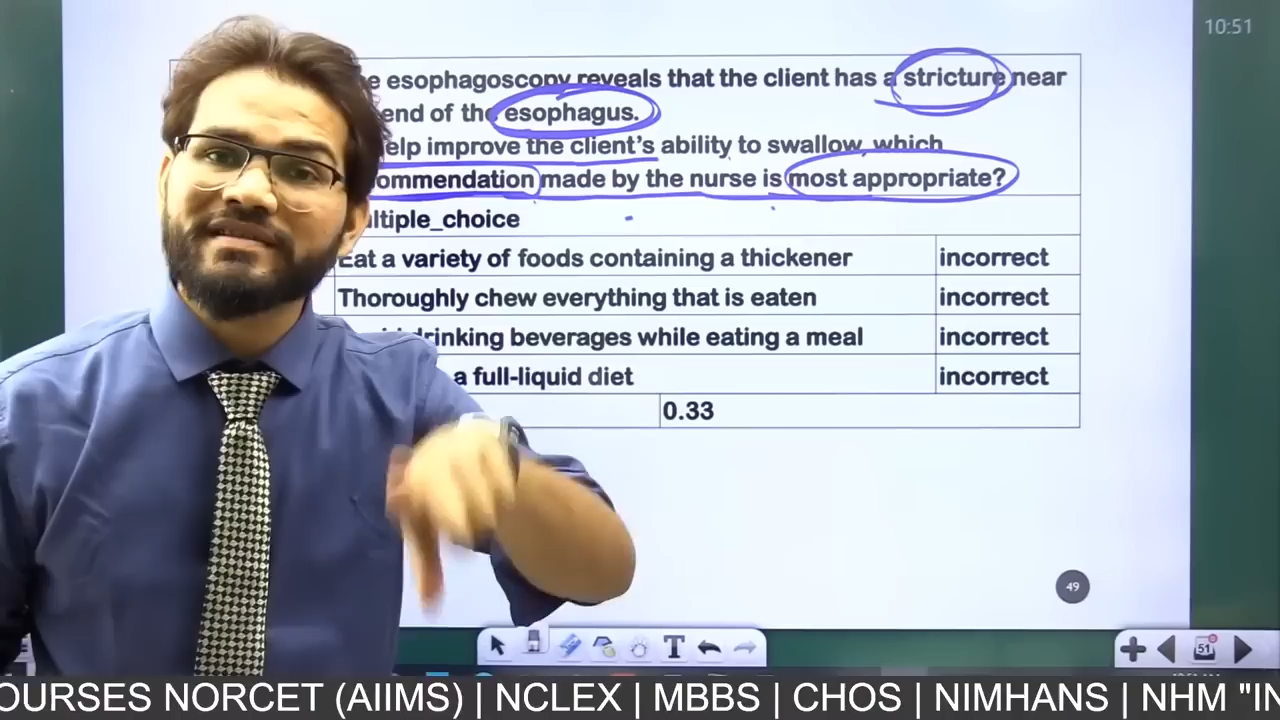 10:51
e esophagoscopy reveals that the client has a stricture near
end of the esophagus.
elp improve the client's ability to swallow, which
ommendation made by the nurse is most appropriate?
ltiple_choice
Eat a variety of foods containing a thickener incorrect
Thoroughly chew everything that is eaten incorrect
drinking beverages while eating a meal incorrect
a full-liquid diet incorrect
0.33
49
T
51
OURSES NORCET (AIIMS) | NCLEX | MBBS | CHOS | NIMHANS | NHM "IN